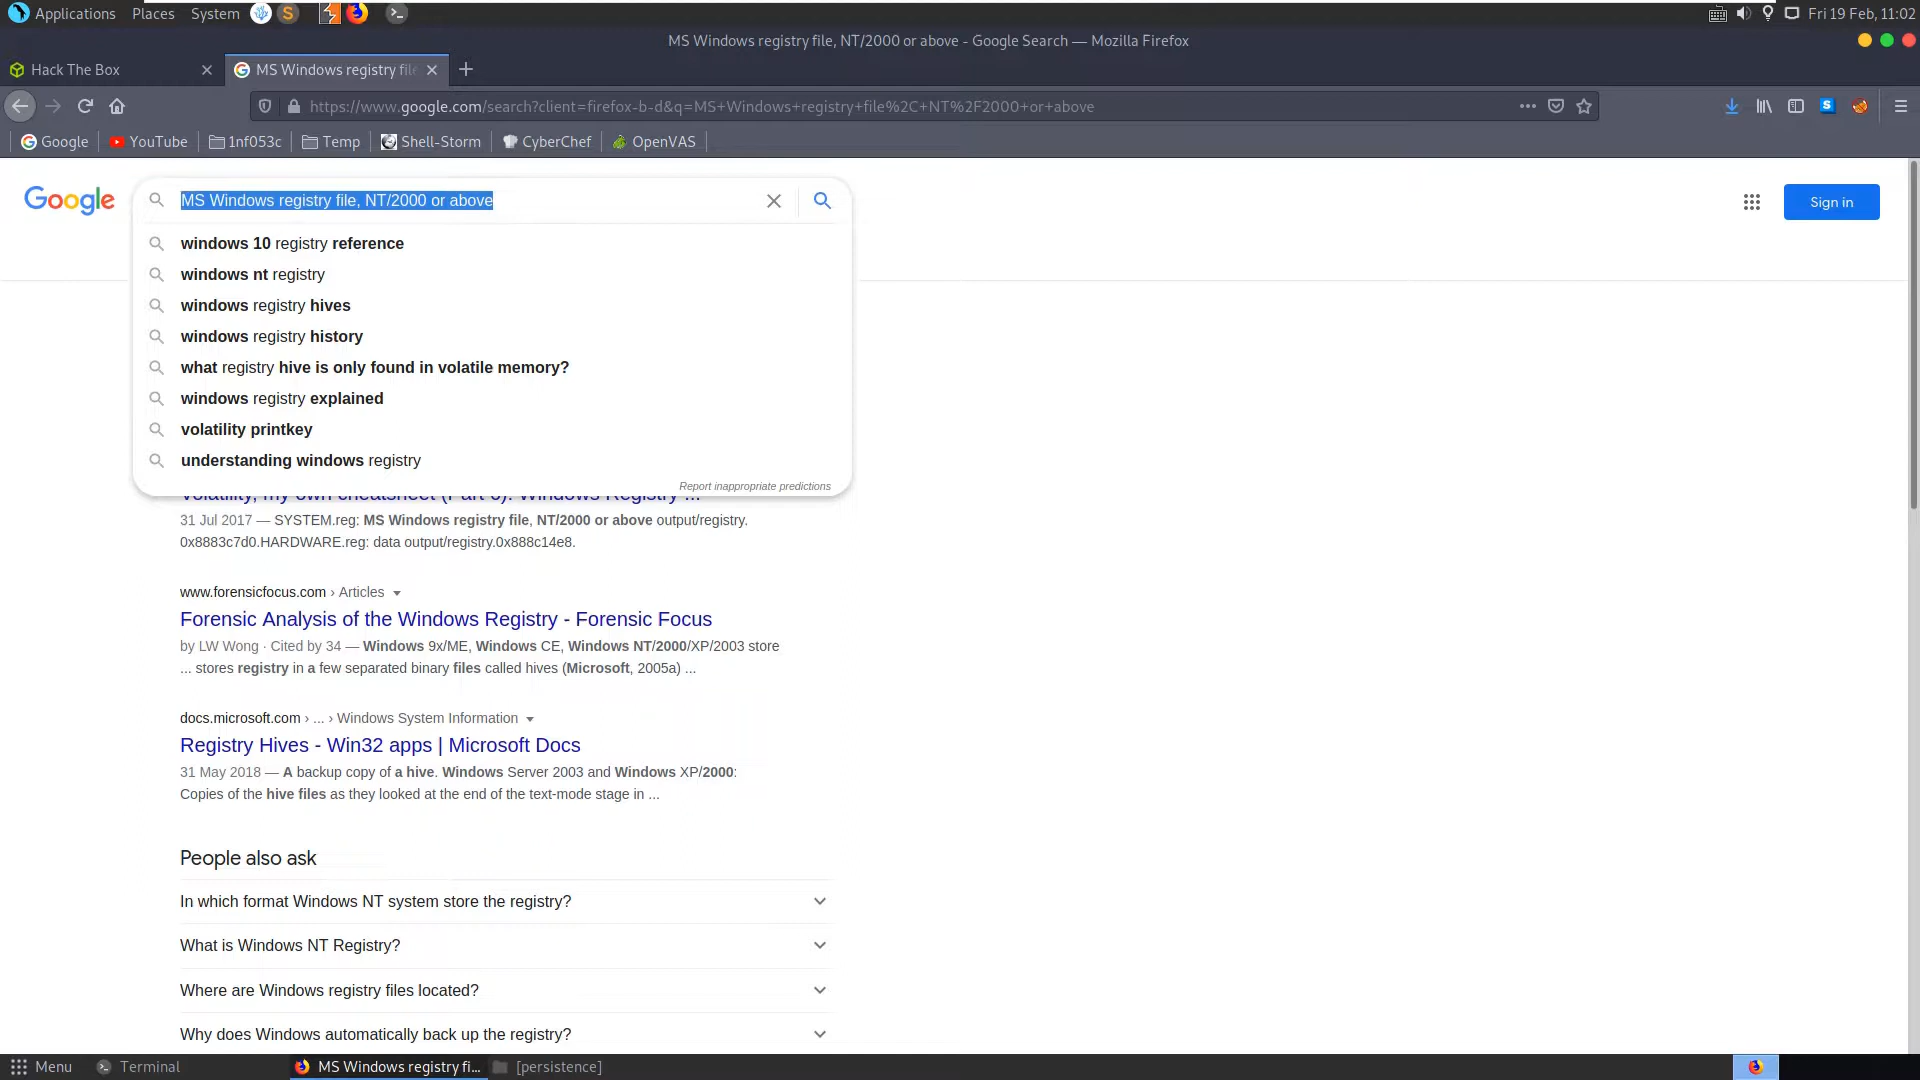 Applications Places System Fri 19 Feb, 11:02
MS Windows registry file, NT/2000 or above - Google Search — Mozilla Firefox
Hack The Box MS Windows registry file
https://www.google.com/search?client=firefox-b-d&q=MS+Windows+registry+file%2C+NT%2F2000+or+above
Google YouTube 1nf053c Temp Shell-Storm CyberChef OpenVAS
Google MS Windows registry file, NT/2000 or above Sign in
windows 10 registry reference
windows nt registry
windows registry hives
windows registry history
what registry hive is only found in volatile memory?
windows registry explained
volatility printkey
understanding windows registry
Report inappropriate predictions
Volatility, my own cheatsheet (Part 6): Windows Registry ...
31 Jul 2017 — SYSTEM.reg: MS Windows registry file, NT/2000 or above output/registry.
0x8883c7d0.HARDWARE.reg: data output/registry.0x888c14e8.
www.forensicfocus.com › Articles
Forensic Analysis of the Windows Registry - Forensic Focus
by LW Wong · Cited by 34 — Windows 9x/ME, Windows CE, Windows NT/2000/XP/2003 store
... stores registry in a few separated binary files called hives (Microsoft, 2005a) ...
docs.microsoft.com › ... › Windows System Information
Registry Hives - Win32 apps | Microsoft Docs
31 May 2018 — A backup copy of a hive. Windows Server 2003 and Windows XP/2000:
Copies of the hive files as they looked at the end of the text-mode stage in ...
People also ask
In which format Windows NT system store the registry?
What is Windows NT Registry?
Where are Windows registry files located?
Why does Windows automatically back up the registry?
Menu Terminal MS Windows registry fi... [persistence]